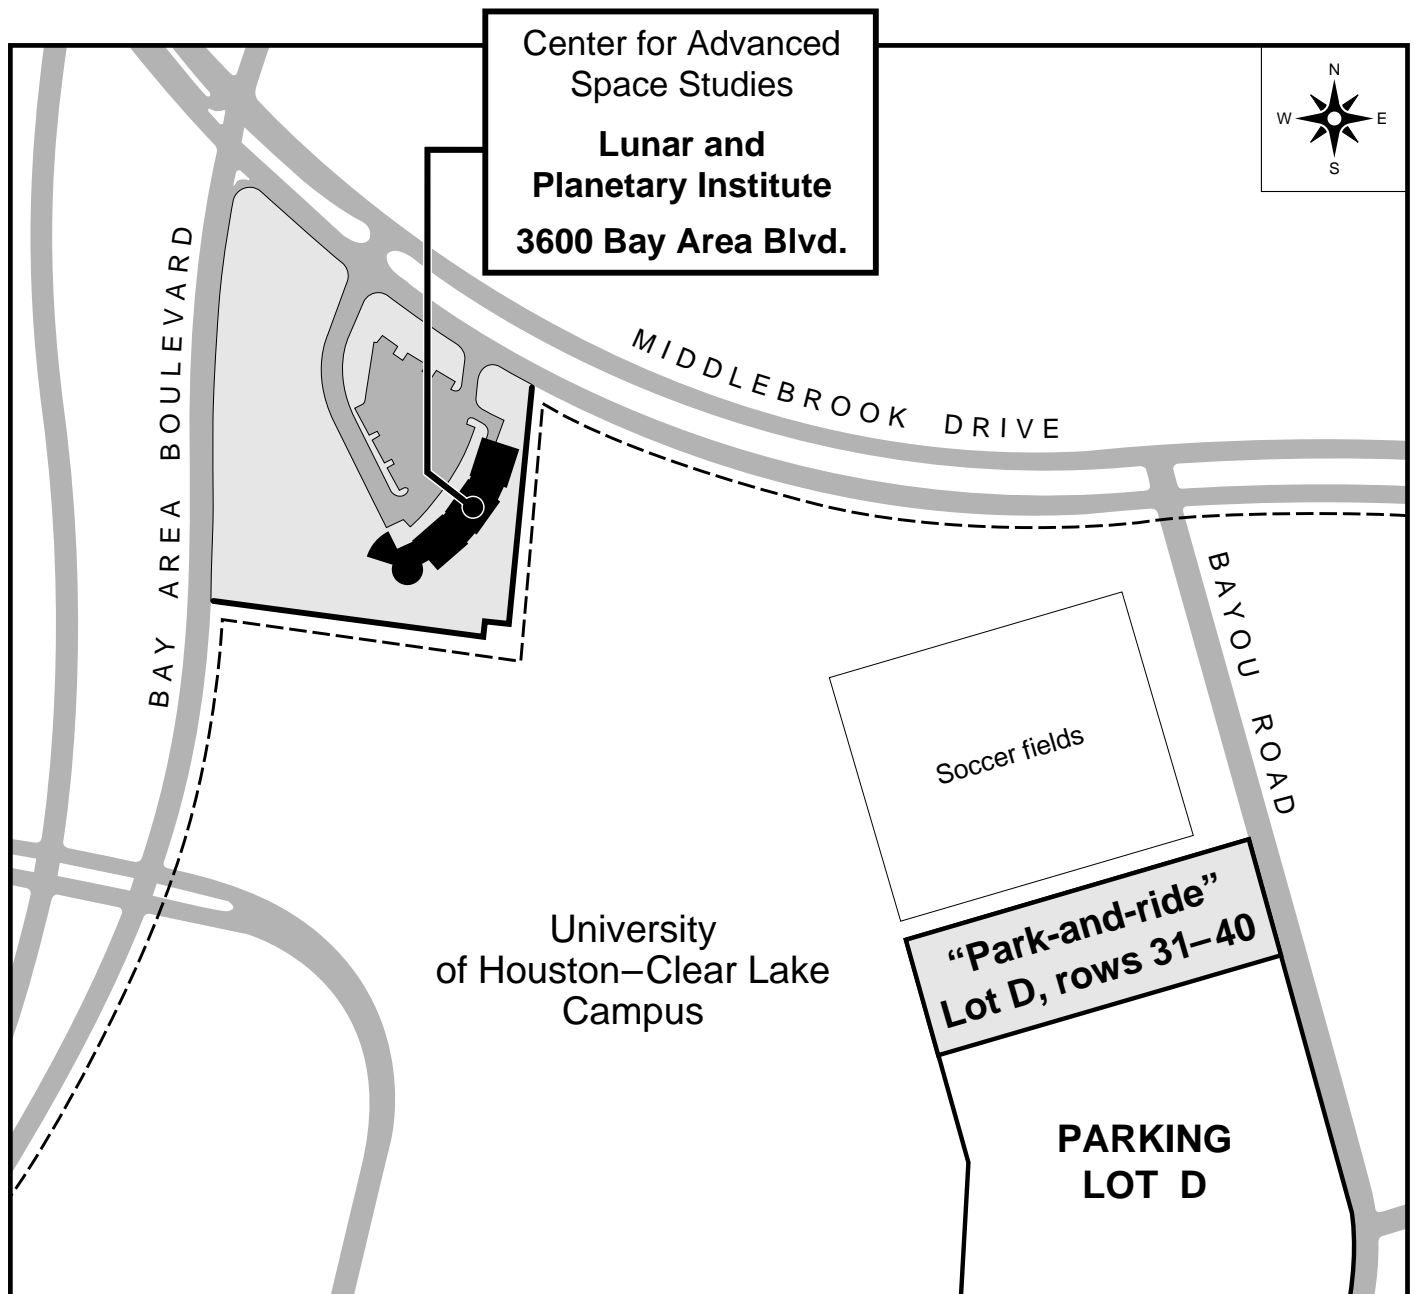 Center for Advanced
Space Studies
Lunar and
Planetary Institute
3600 Bay Area Blvd.
N
W
E
S
BAY AREA BOULEVARD
MIDDLEBROOK DRIVE
BAYOU ROAD
Soccer fields
“Park-and-ride”
Lot D, rows 31–40
University
of Houston–Clear Lake
Campus
PARKING
LOT D